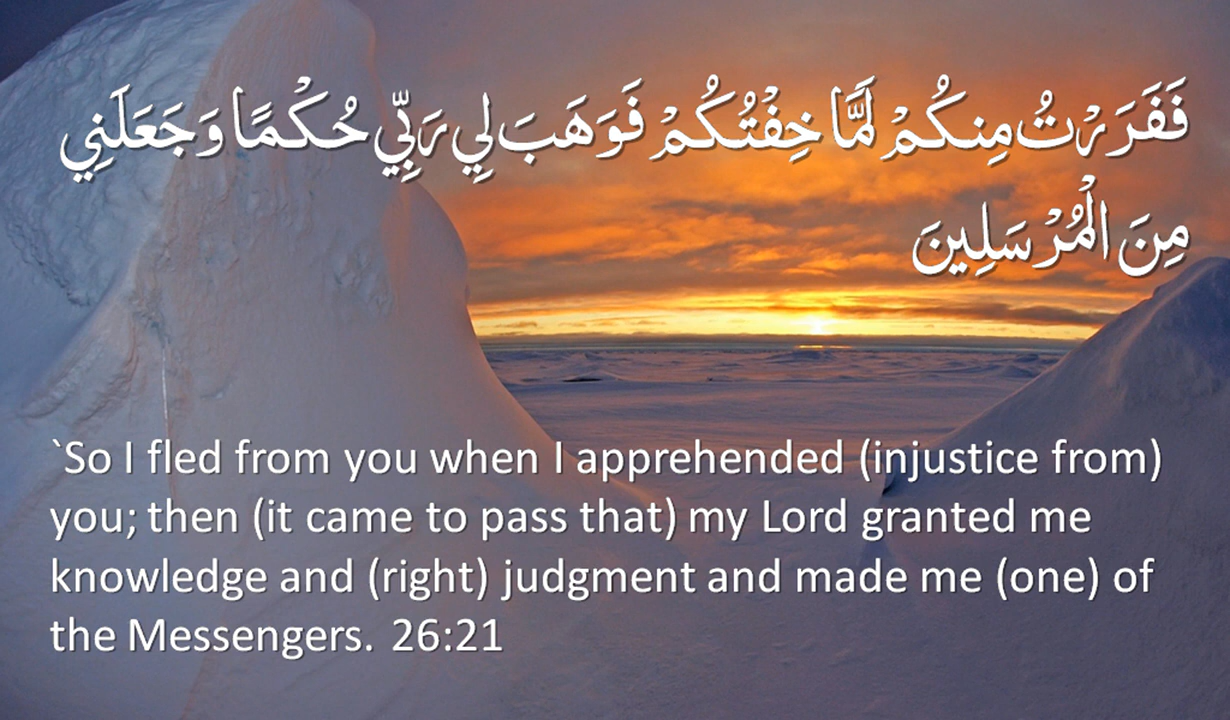 فَفَرَرْتُ مِنكُمْ لَمَّا خِفْتُكُمْ فَوَهَبَ لِي رَبِّي حُكْمًا وَجَعَلَنِي
مِنَ الْمُرْسَلِينَ
`So I fled from you when I apprehended (injustice from)
you; then (it came to pass that) my Lord granted me
knowledge and (right) judgment and made me (one) of
the Messengers. 26:21